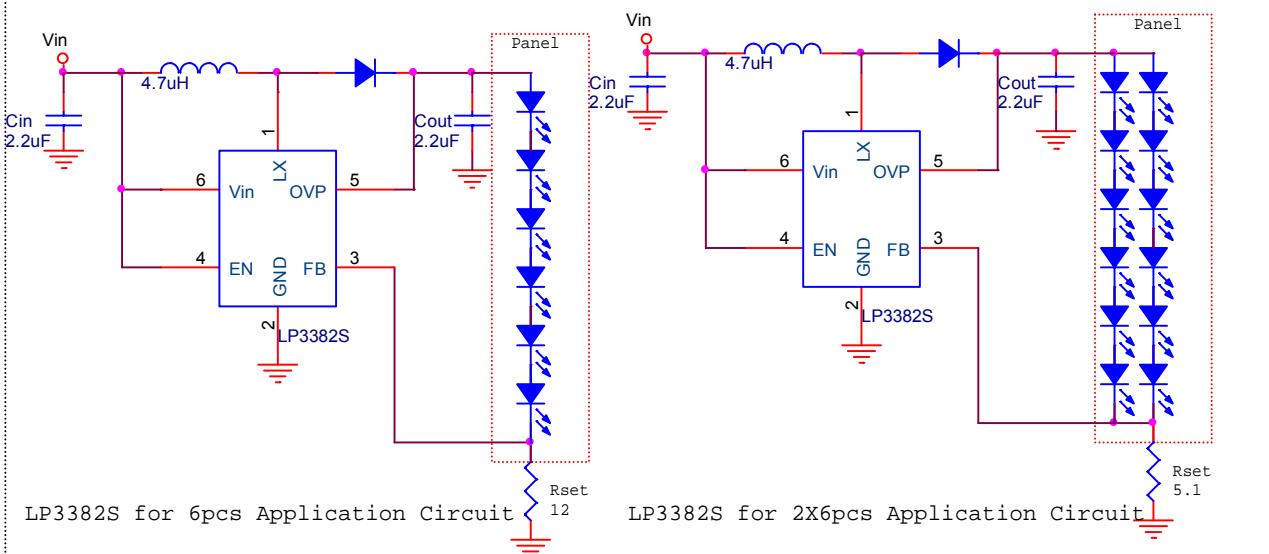 Vin
4.7uH
Panel
Cin
2.2uF
Cout
2.2uF
1
LX
6
Vin
OVP
5
4
EN
GND
FB
3
2
LP3382S
Rset
12
LP3382S for 6pcs Application Circuit
Vin
4.7uH
Panel
Cin
2.2uF
Cout
2.2uF
1
LX
6
Vin
OVP
5
4
EN
GND
FB
3
2
LP3382S
Rset
5.1
LP3382S for 2X6pcs Application Circuit